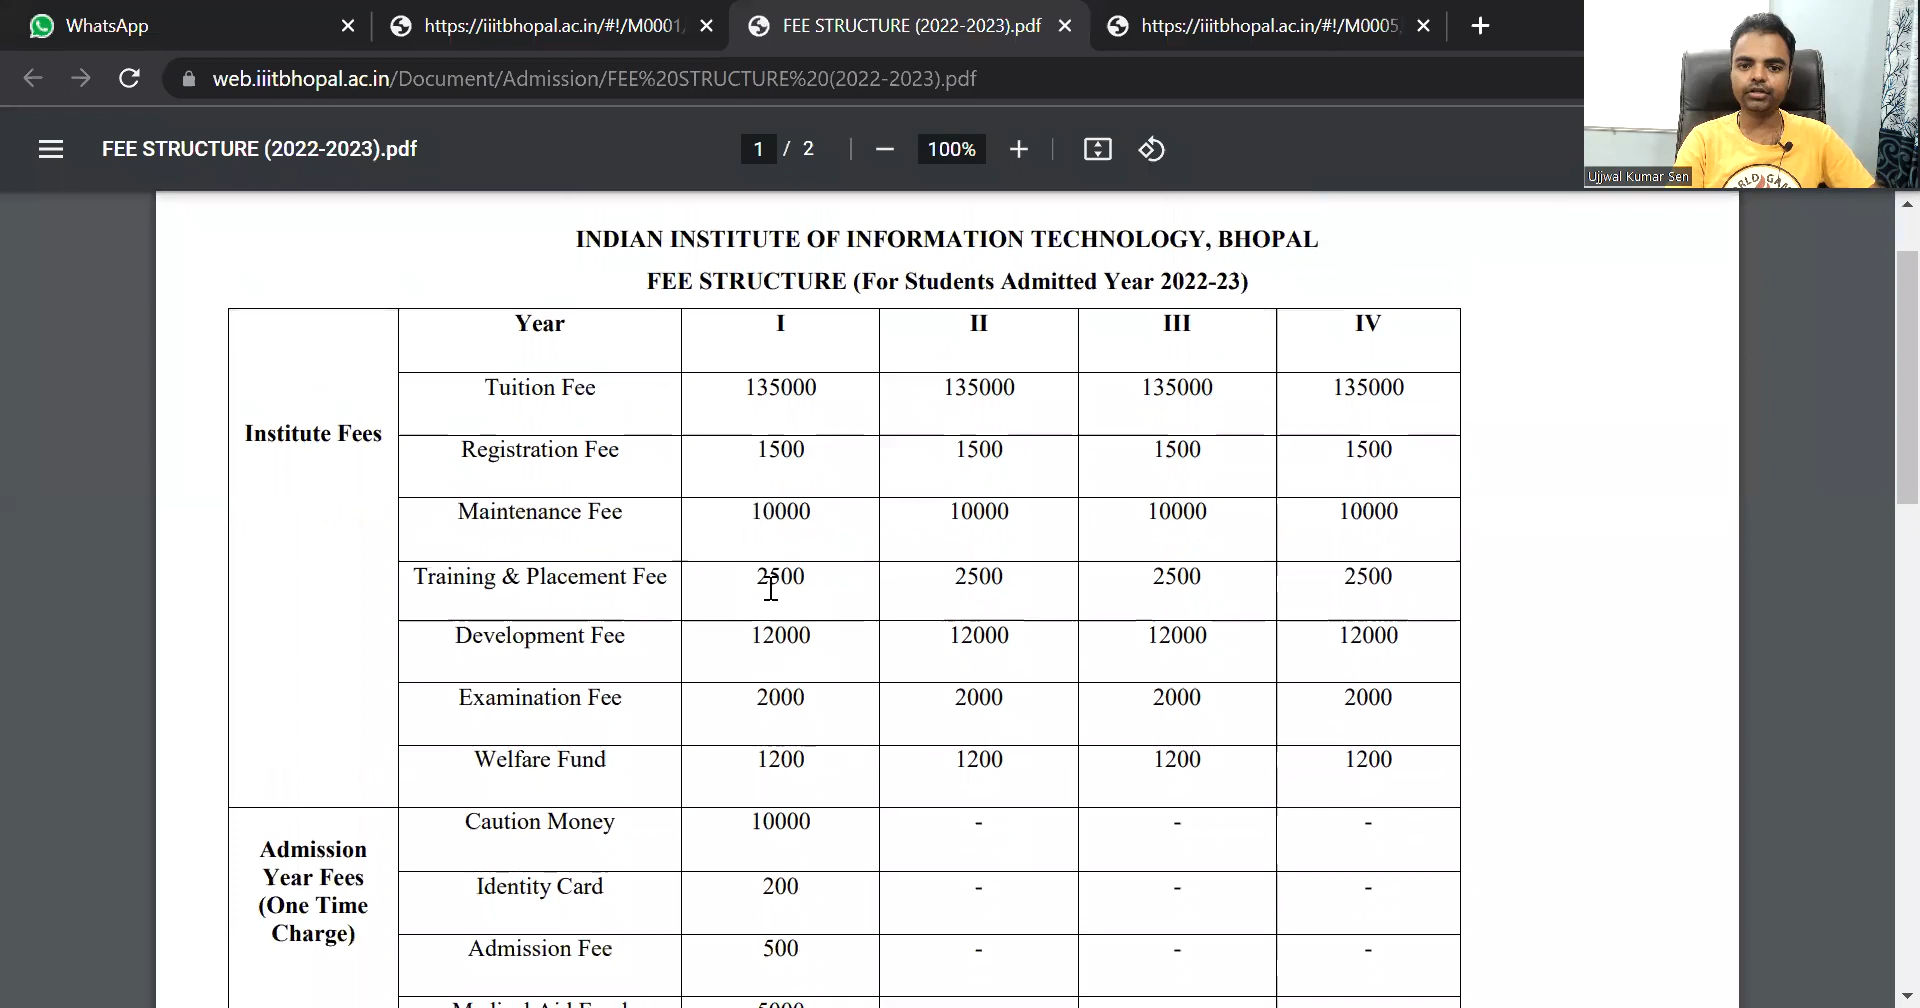 WhatsApp
https://iiitbhopal.ac.in/#!/M0001
FEE STRUCTURE (2022-2023).pdf
https://iiitbhopal.ac.in/#!/M0005
web.iiitbhopal.ac.in/Document/Admission/FEE%20STRUCTURE%20(2022-2023).pdf
FEE STRUCTURE (2022-2023).pdf
1 / 2
100%
Ujjwal Kumar Sen
INDIAN INSTITUTE OF INFORMATION TECHNOLOGY, BHOPAL
FEE STRUCTURE (For Students Admitted Year 2022-23)
Year I II III IV
Tuition Fee 135000 135000 135000 135000
Institute Fees
Registration Fee 1500 1500 1500 1500
Maintenance Fee 10000 10000 10000 10000
Training & Placement Fee 2500 2500 2500 2500
Development Fee 12000 12000 12000 12000
Examination Fee 2000 2000 2000 2000
Welfare Fund 1200 1200 1200 1200
Caution Money 10000 - - -
Admission
Year Fees
(One Time
Charge)
Identity Card 200 - - -
Admission Fee 500 - - -